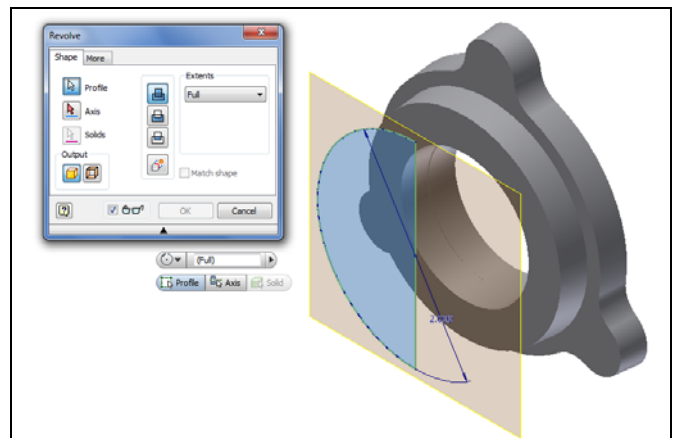 Revolve
Shape More
Profile
Axis
Solids
Output
Extents
Full
Match shape
OK Cancel
(Full)
Profile Axis Solid